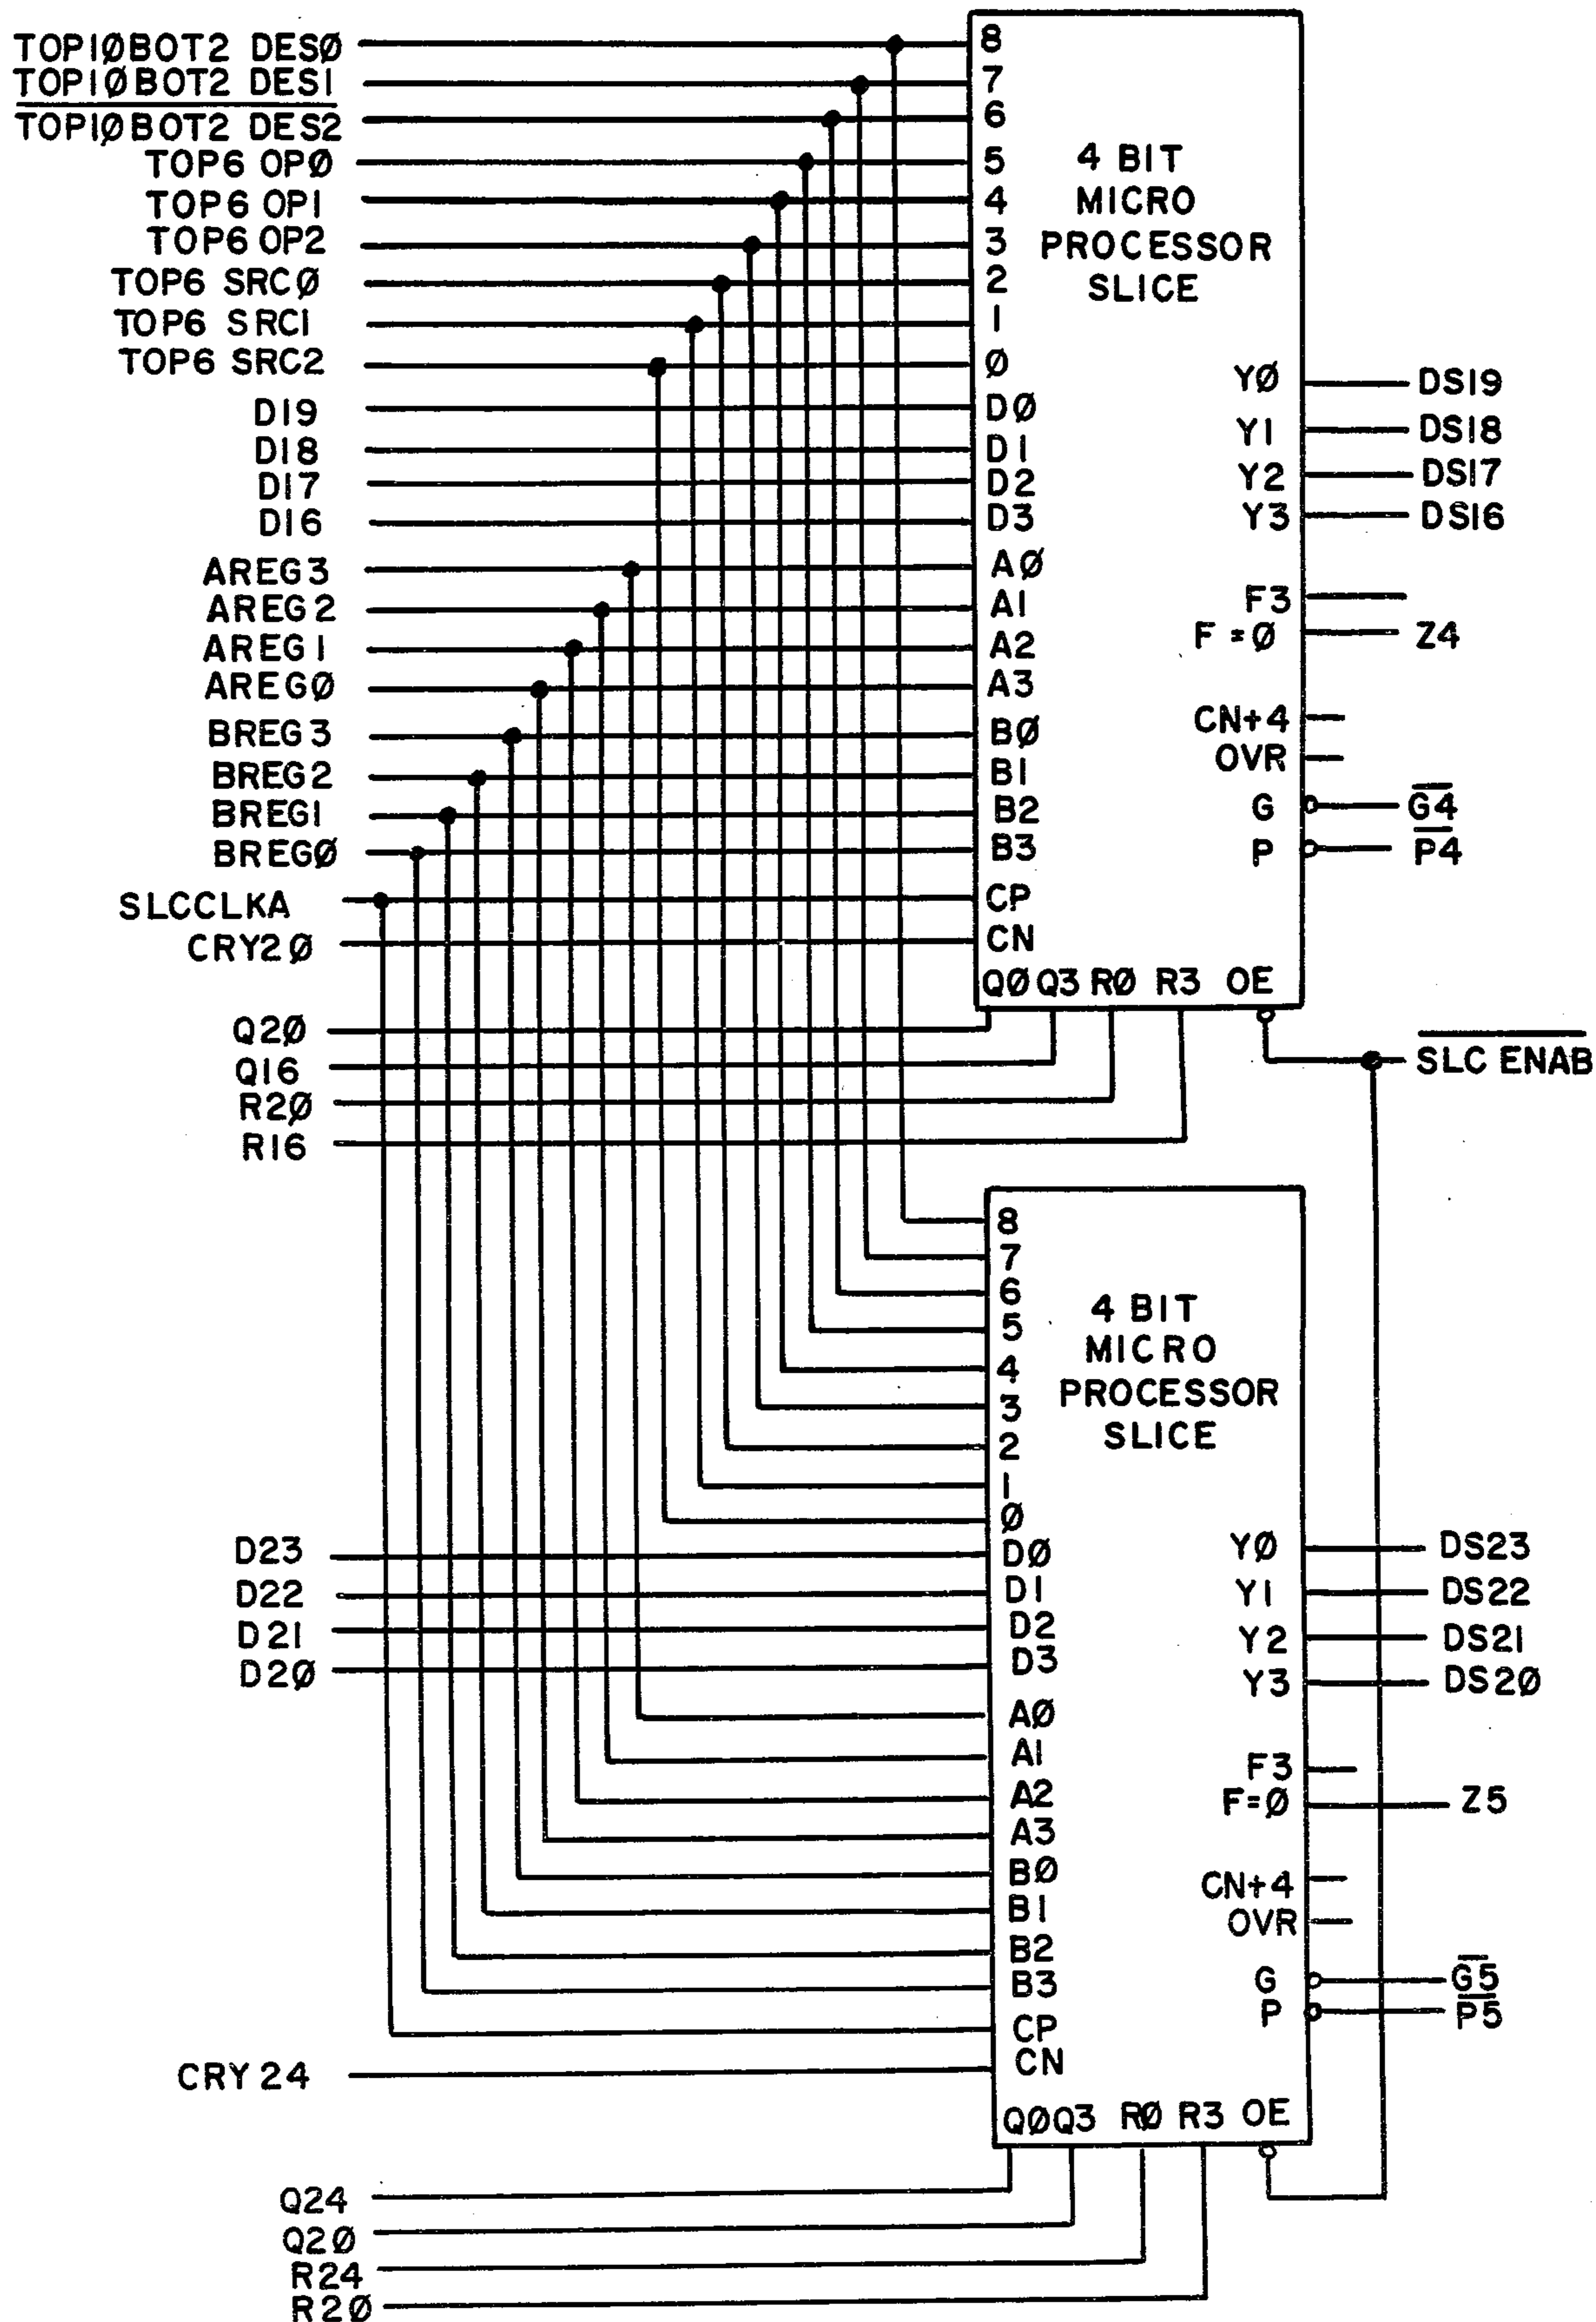 TOP1ØBOT2 DESØ
TOP1ØBOT2 DES1
TOP1ØBOT2 DES2
TOP6 OPØ
TOP6 OP1
TOP6 OP2
TOP6 SRCØ
TOP6 SRC1
TOP6 SRC2
D19
D18
D17
D16
AREG3
AREG2
AREG1
AREGØ
BREG3
BREG2
BREG1
BREGØ
SLCCLKA
CRY2Ø
Q2Ø
Q16
R2Ø
R16
8
7
6
5
4
3
2
1
Ø
DØ
D1
D2
D3
AØ
A1
A2
A3
BØ
B1
B2
B3
CP
CN
QØ Q3 RØ R3 OE
4 BIT
MICRO
PROCESSOR
SLICE
YØ DS19
Y1 DS18
Y2 DS17
Y3 DS16
F3
F=Ø Z4
CN+4
OVR
G G4
P P4
SLC ENAB
8
7
6
5
4
3
2
1
Ø
DØ
D1
D2
D3
AØ
A1
A2
A3
BØ
B1
B2
B3
CP
CN
QØ Q3 RØ R3 OE
4 BIT
MICRO
PROCESSOR
SLICE
D23
D22
D21
D2Ø
CRY24
Q24
Q2Ø
R24
R2Ø
YØ DS23
Y1 DS22
Y2 DS21
Y3 DS2Ø
F3
F=Ø Z5
CN+4
OVR
G G5
P P5